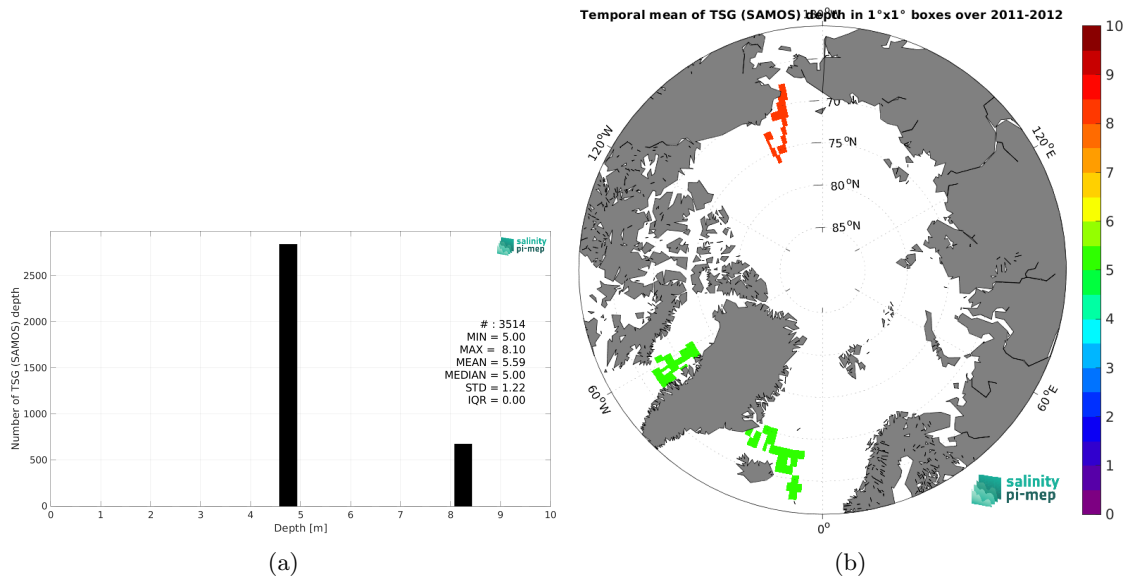 Temporal mean of TSG (SAMOS) depth in 1°x1° boxes over 2011-2012
salinity
pi-mep
# : 3514
MIN = 5.00
MAX = 8.10
MEAN = 5.59
MEDIAN = 5.00
STD = 1.22
IQR = 0.00
Number of TSG (SAMOS) depth
2500
2000
1500
1000
500
0
0 1 2 3 4 5 6 7 8 9 10
Depth [m]
(a)
180°W
120°W
120°E
70
75°N
80°N
85°N
60°W
60°E
0°
salinity
pi-mep
10
9
8
7
6
5
4
3
2
1
0
(b)